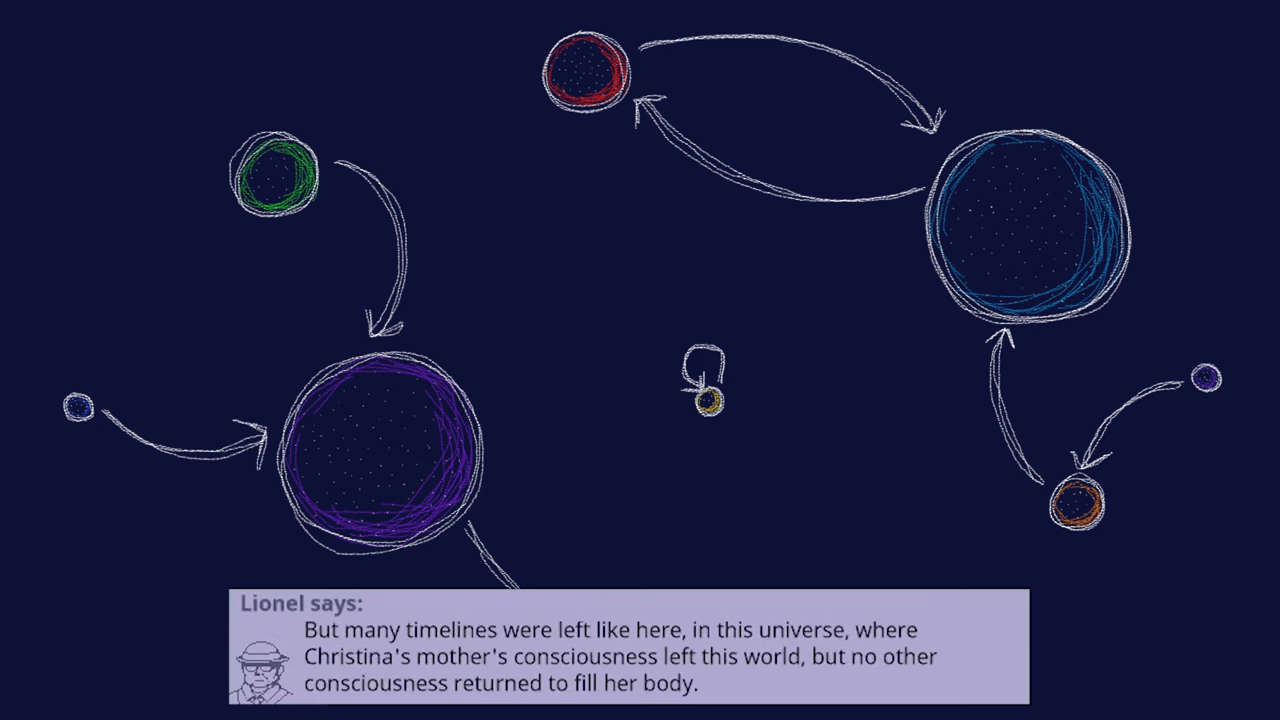 Lionel says:
But many timelines were left like here, in this universe, where
Christina's mother's consciousness left this world, but no other
consciousness returned to fill her body.